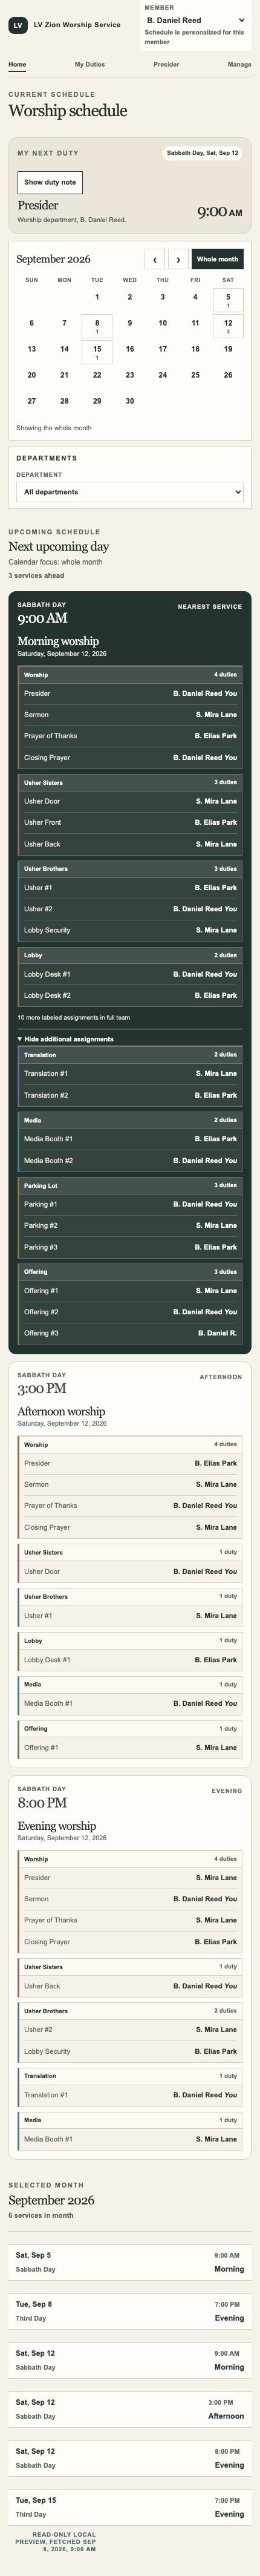 LV
LV Zion Worship Service
MEMBER
B. Daniel Reed
Schedule is personalized for this
member
Home
My Duties
Presider
Manage
CURRENT SCHEDULE
Worship schedule
MY NEXT DUTY
Sabbath Day, Sat, Sep 12
Show duty note
Presider
Worship department, B. Daniel Reed.
9:00 AM
September 2026
‹
›
Whole month
SUN MON TUE WED THU FRI SAT
1 2 3 4 5
1
6 7 8 9 10 11 12
1 3
13 14 15 16 17 18 19
1
20 21 22 23 24 25 26
27 28 29 30
Showing the whole month
DEPARTMENTS
DEPARTMENT
All departments
UPCOMING SCHEDULE
Next upcoming day
Calendar focus: whole month
3 services ahead
SABBATH DAY
NEAREST SERVICE
9:00 AM
Morning worship
Saturday, September 12, 2026
Worship 4 duties
Presider B. Daniel Reed You
Sermon S. Mira Lane
Prayer of Thanks B. Elias Park
Closing Prayer B. Daniel Reed You
Usher Sisters 3 duties
Usher Door S. Mira Lane
Usher Front B. Daniel Reed You
Usher Back S. Mira Lane
Usher Brothers 3 duties
Usher #1 B. Elias Park
Usher #2 B. Daniel Reed You
Lobby Security S. Mira Lane
Lobby 2 duties
Lobby Desk #1 B. Daniel Reed You
Lobby Desk #2 B. Elias Park
10 more labeled assignments in full team
▼ Hide additional assignments
Translation 2 duties
Translation #1 S. Mira Lane
Translation #2 B. Elias Park
Media 2 duties
Media Booth #1 B. Elias Park
Media Booth #2 B. Daniel Reed You
Parking Lot 3 duties
Parking #1 B. Daniel Reed You
Parking #2 S. Mira Lane
Parking #3 B. Elias Park
Offering 3 duties
Offering #1 S. Mira Lane
Offering #2 B. Daniel Reed You
Offering #3 B. Daniel R.
SABBATH DAY
AFTERNOON
3:00 PM
Afternoon worship
Saturday, September 12, 2026
Worship 4 duties
Presider B. Elias Park
Sermon S. Mira Lane
Prayer of Thanks B. Daniel Reed You
Closing Prayer S. Mira Lane
Usher Sisters 1 duty
Usher Door B. Daniel Reed You
Usher Brothers 1 duty
Usher #1 S. Mira Lane
Lobby 1 duty
Lobby Desk #1 B. Elias Park
Media 1 duty
Media Booth #1 B. Daniel Reed You
Offering 1 duty
Offering #1 S. Mira Lane
SABBATH DAY
EVENING
8:00 PM
Evening worship
Saturday, September 12, 2026
Worship 4 duties
Presider S. Mira Lane
Sermon B. Daniel Reed You
Prayer of Thanks S. Mira Lane
Closing Prayer B. Elias Park
Usher Sisters 1 duty
Usher Back B. Daniel Reed You
Usher Brothers 2 duties
Usher #2 B. Elias Park
Lobby Security S. Mira Lane
Translation 1 duty
Translation #1 B. Daniel Reed You
Media 1 duty
Media Booth #1 S. Mira Lane
SELECTED MONTH
September 2026
6 services in month
Sat, Sep 5 9:00 AM
Sabbath Day Morning
Tue, Sep 8 7:00 PM
Third Day Evening
Sat, Sep 12 9:00 AM
Sabbath Day Morning
Sat, Sep 12 3:00 PM
Sabbath Day Afternoon
Sat, Sep 12 8:00 PM
Sabbath Day Evening
Tue, Sep 15 7:00 PM
Third Day Evening
READ-ONLY LOCAL
PREVIEW, FETCHED SEP
8, 2026, 9:00 AM